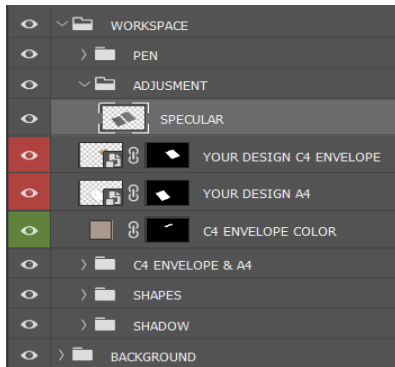 WORKSPACE
PEN
ADJUSMENT
SPECULAR
YOUR DESIGN C4 ENVELOPE
YOUR DESIGN A4
C4 ENVELOPE COLOR
C4 ENVELOPE & A4
SHAPES
SHADOW
BACKGROUND